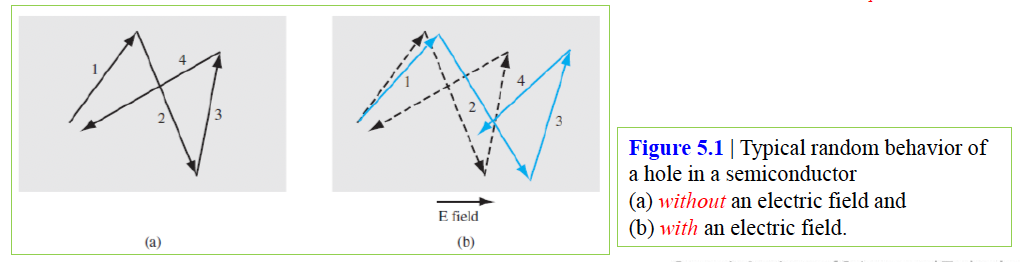 1
4
2
3
(a)
1
4
2
3
E field
(b)
Figure 5.1 | Typical random behavior of
a hole in a semiconductor
(a) without an electric field and
(b) with an electric field.